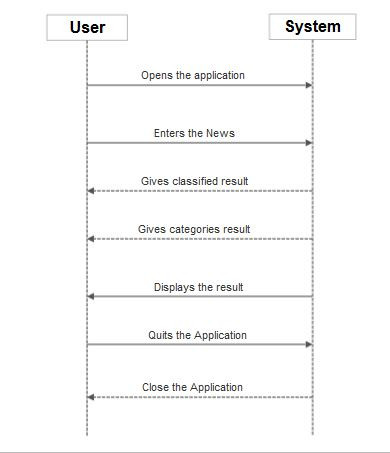 User
System
Opens the application
Enters the News
Gives classified result
Gives categories result
Displays the result
Quits the Application
Close the Application